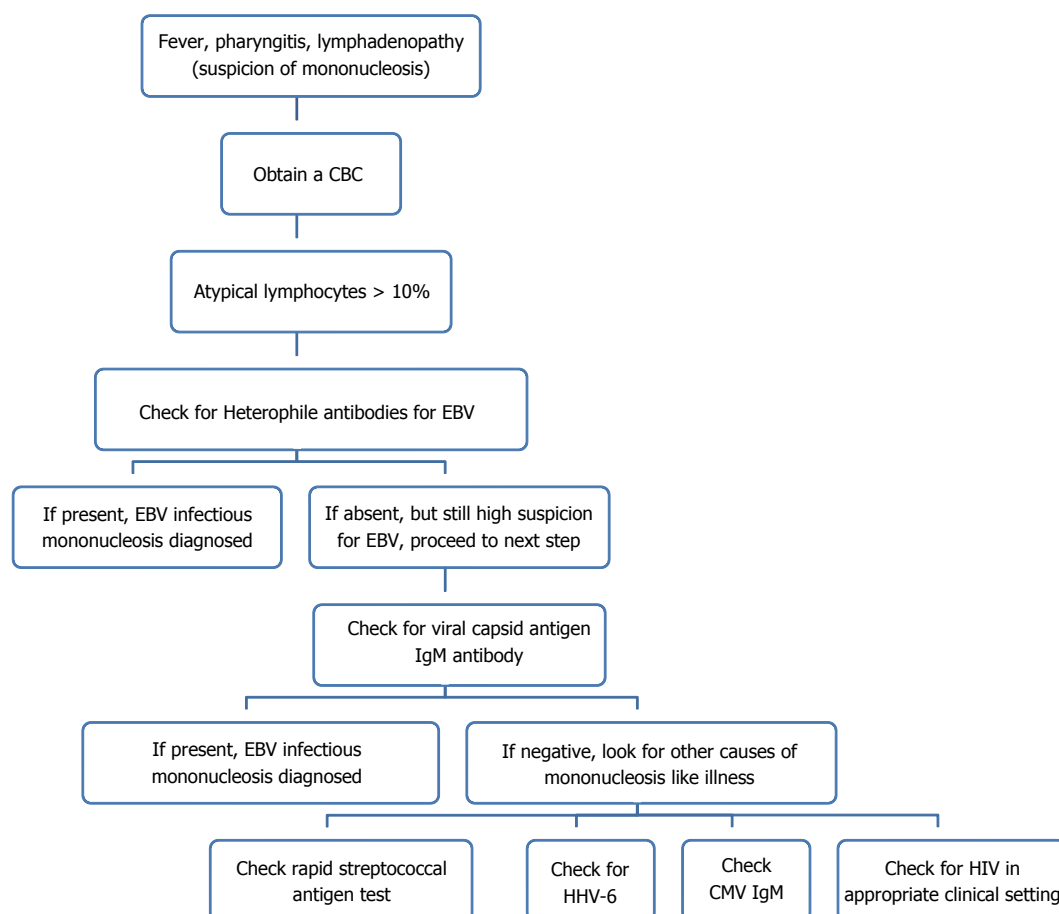 Fever, pharyngitis, lymphadenopathy
(suspicion of mononucleosis)
Obtain a CBC
Atypical lymphocytes > 10%
Check for Heterophile antibodies for EBV
If present, EBV infectious
mononucleosis diagnosed
If absent, but still high suspicion
for EBV, proceed to next step
Check for viral capsid antigen
IgM antibody
If present, EBV infectious
mononucleosis diagnosed
If negative, look for other causes of
mononucleosis like illness
Check rapid streptococcal
antigen test
Check for
HHV-6
Check
CMV IgM
Check for HIV in
appropriate clinical setting